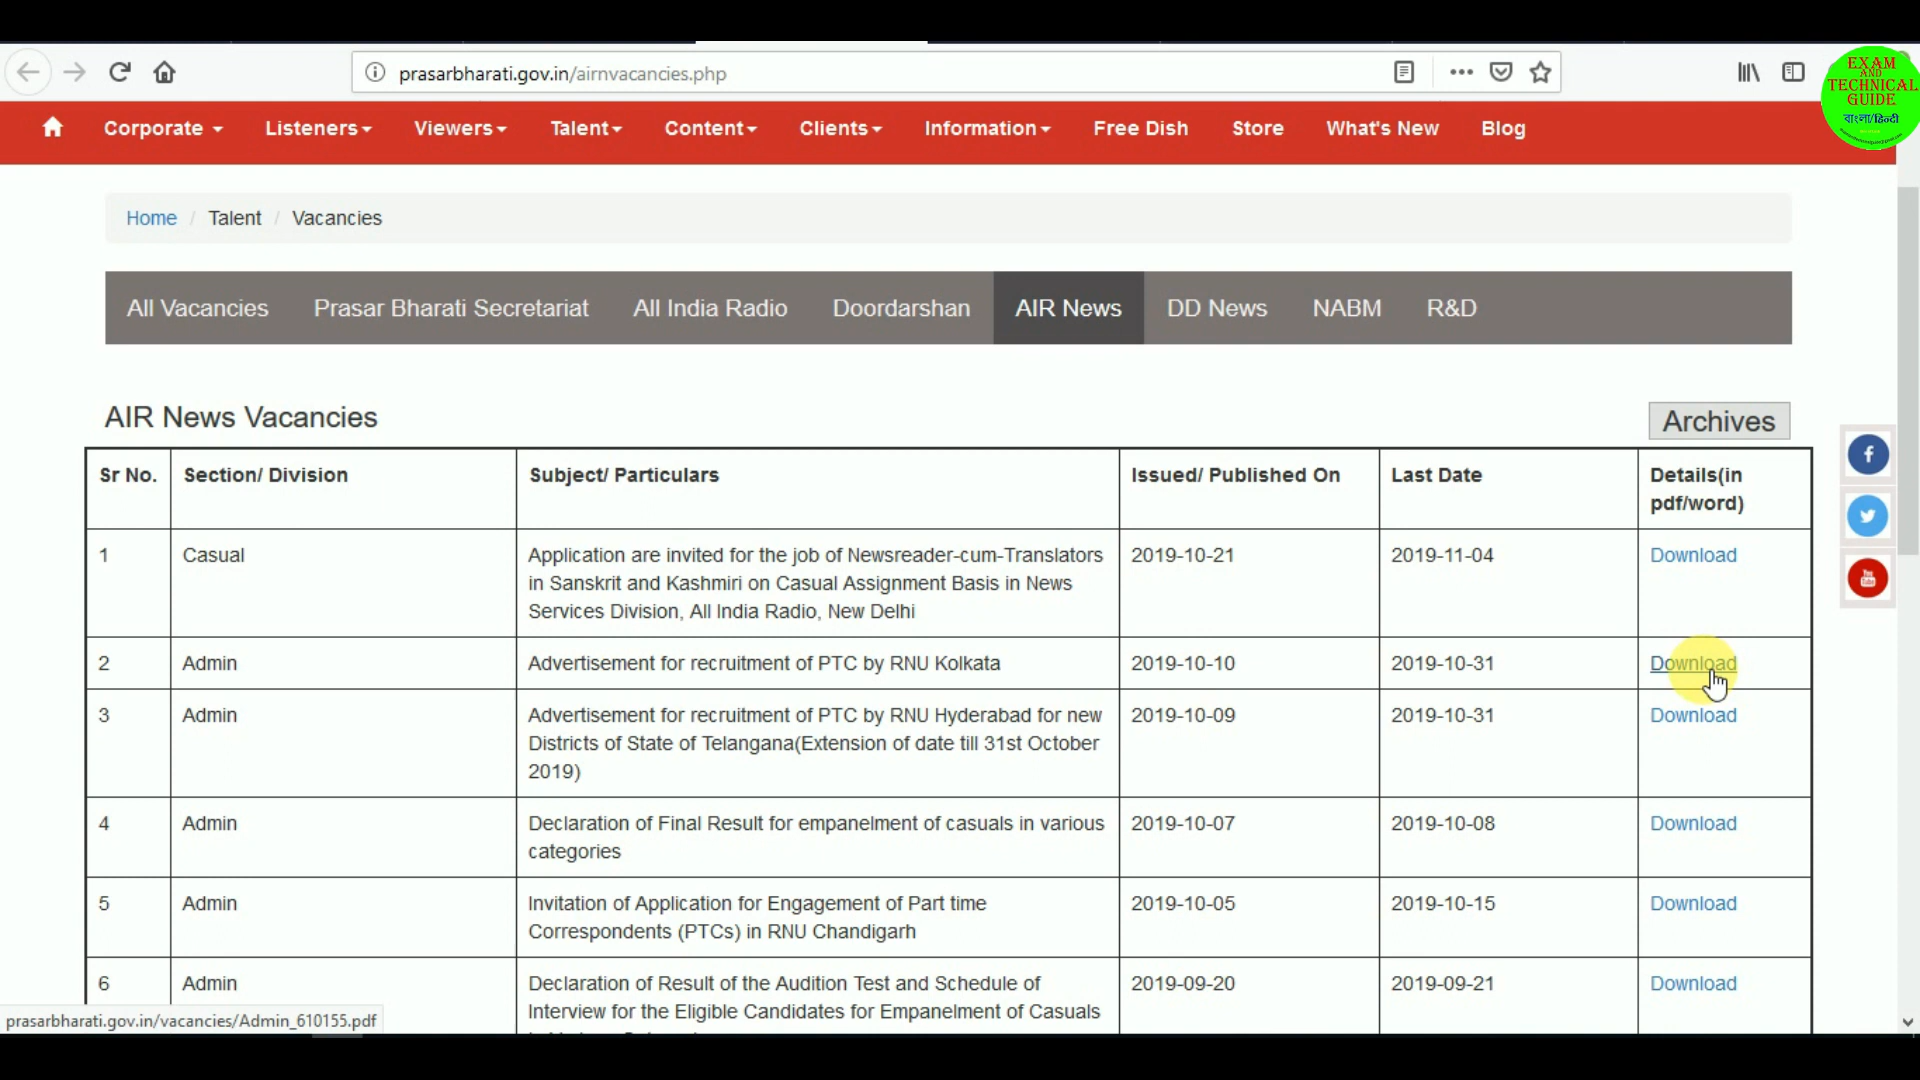 prasarbharati.gov.in/airnvacancies.php
EXAM
AND
TECHNICAL
GUIDE
বাংলা/हिन्दी
Corporate Listeners Viewers Talent Content Clients Information Free Dish Store What's New Blog
Home / Talent / Vacancies
All Vacancies Prasar Bharati Secretariat All India Radio Doordarshan AIR News DD News NABM R&D
AIR News Vacancies
Archives
Sr No. Section/ Division Subject/ Particulars Issued/ Published On Last Date Details(in
pdf/word)
1 Casual Application are invited for the job of Newsreader-cum-Translators 2019-10-21 2019-11-04 Download
in Sanskrit and Kashmiri on Casual Assignment Basis in News
Services Division, All India Radio, New Delhi
2 Admin Advertisement for recruitment of PTC by RNU Kolkata 2019-10-10 2019-10-31 Download
3 Admin Advertisement for recruitment of PTC by RNU Hyderabad for new 2019-10-09 2019-10-31 Download
Districts of State of Telangana(Extension of date till 31st October
2019)
4 Admin Declaration of Final Result for empanelment of casuals in various 2019-10-07 2019-10-08 Download
categories
5 Admin Invitation of Application for Engagement of Part time 2019-10-05 2019-10-15 Download
Correspondents (PTCs) in RNU Chandigarh
6 Admin Declaration of Result of the Audition Test and Schedule of 2019-09-20 2019-09-21 Download
Interview for the Eligible Candidates for Empanelment of Casuals
prasarbharati.gov.in/vacancies/Admin_610155.pdf